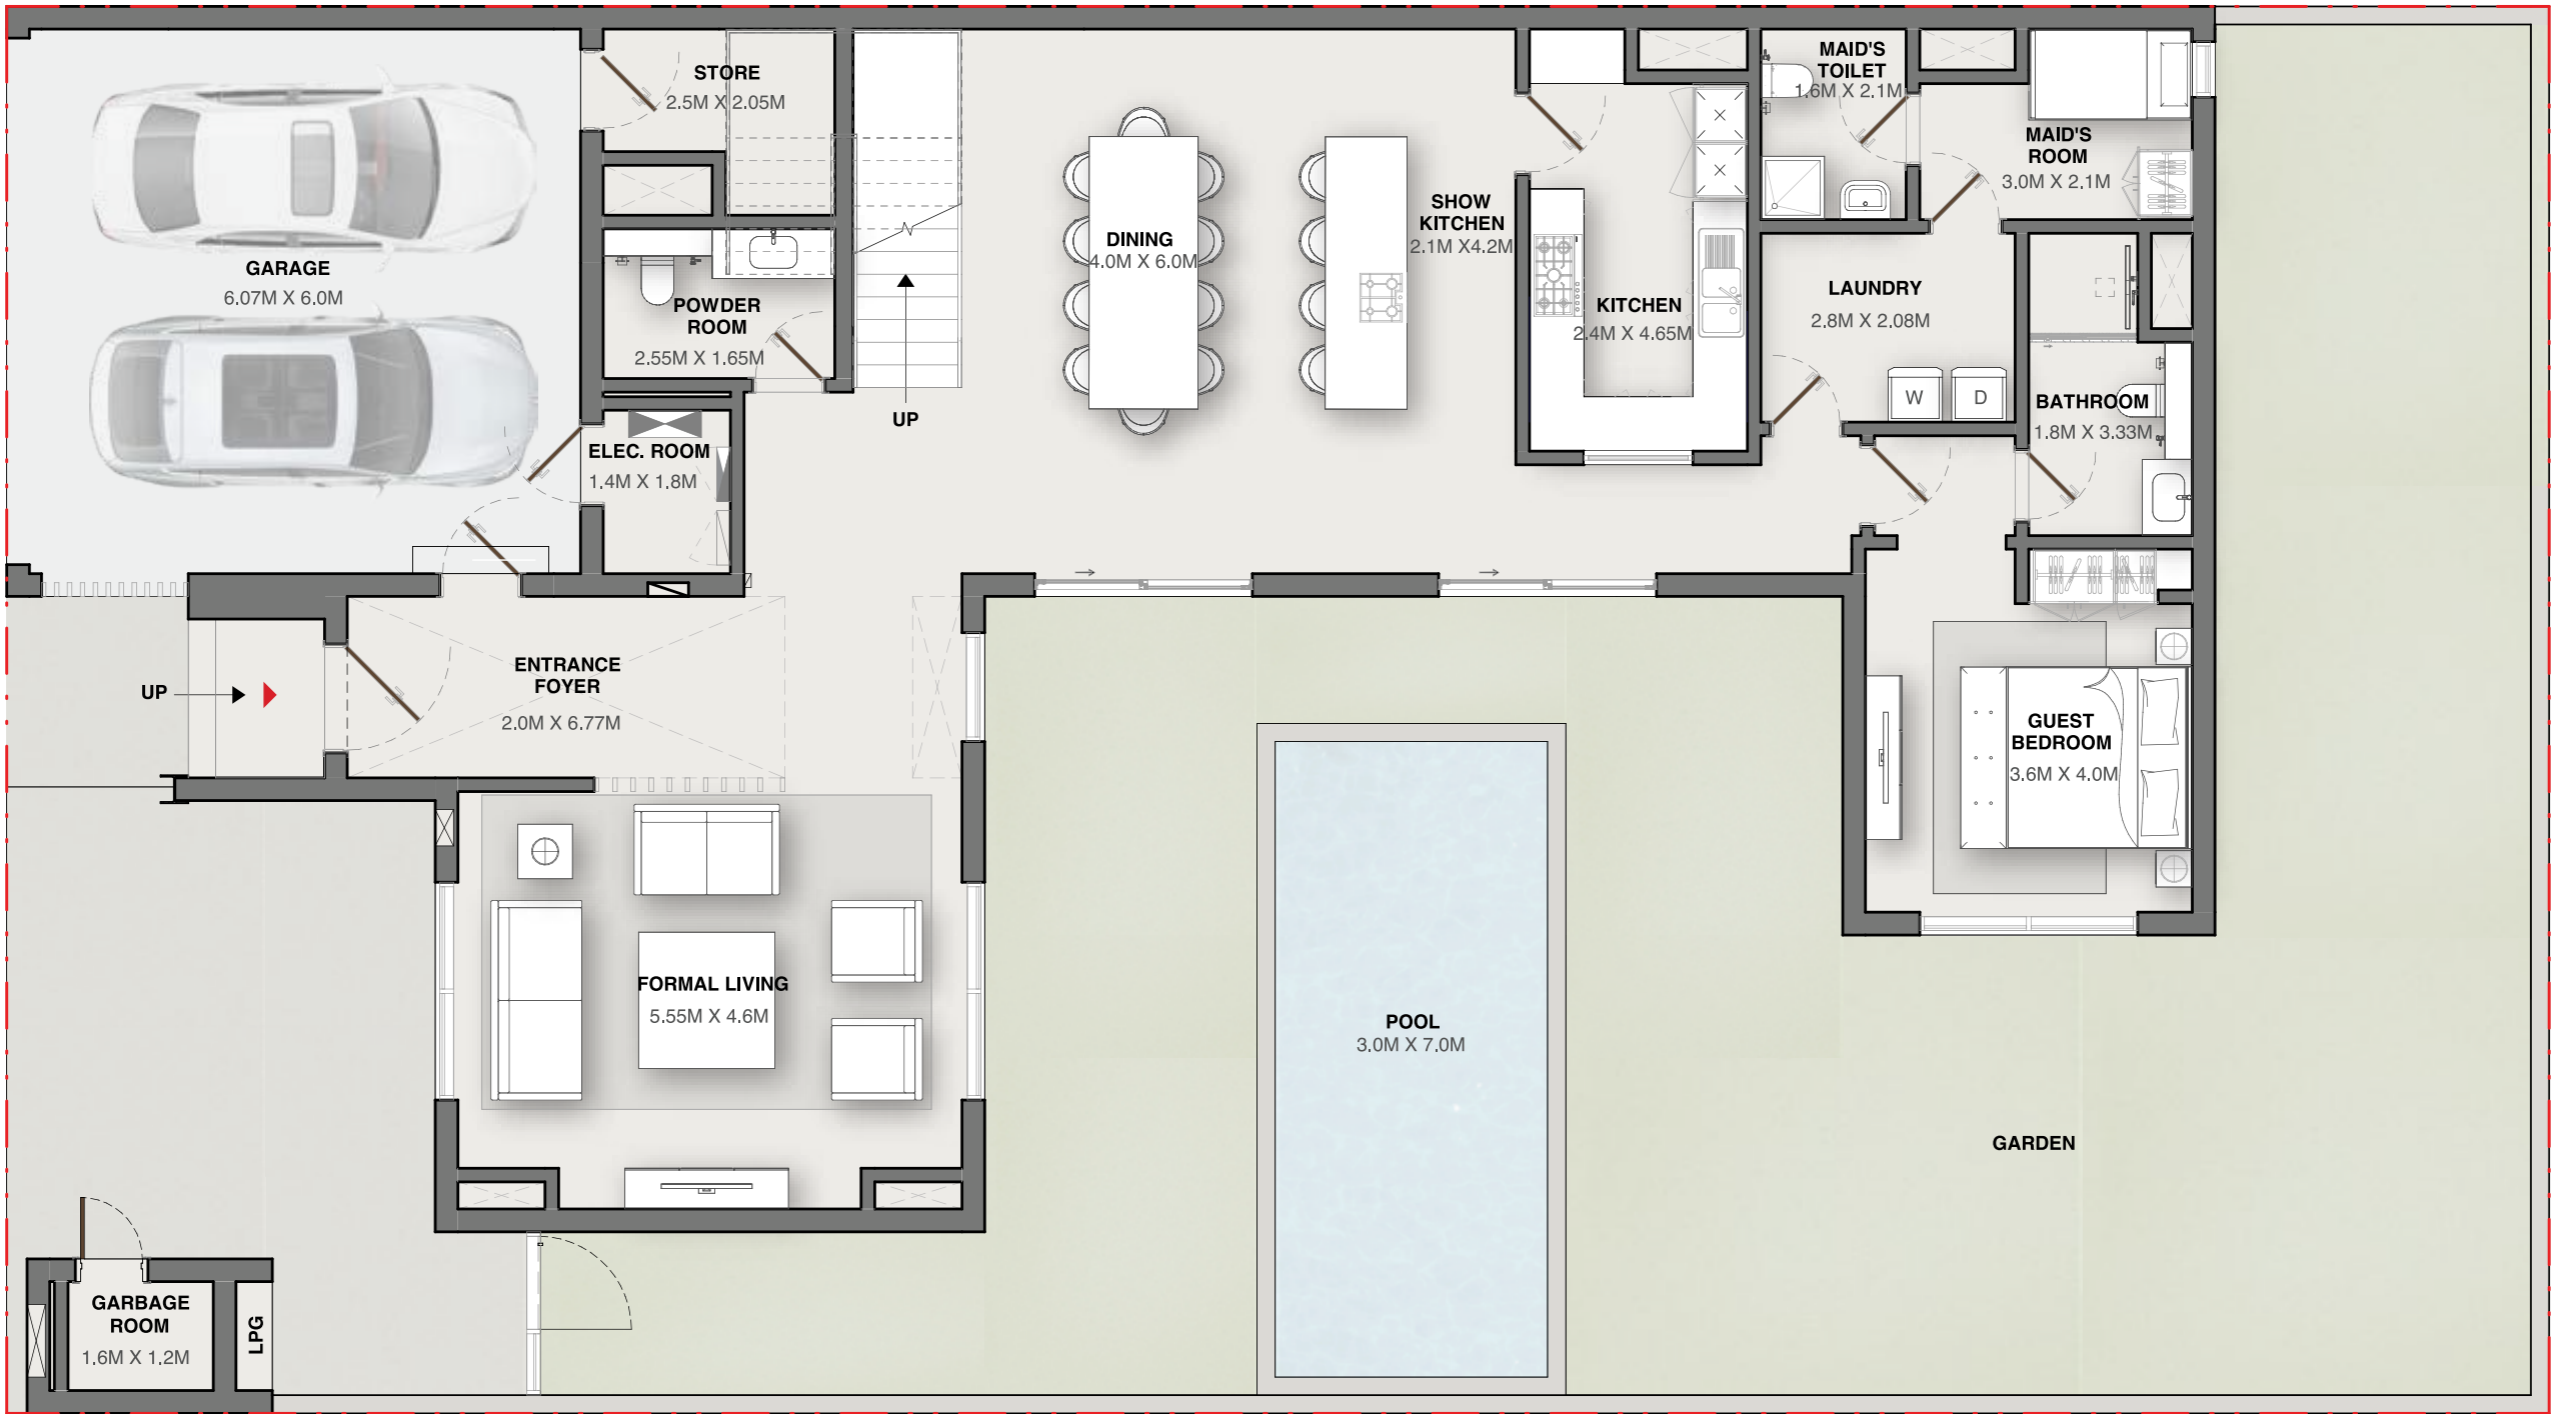 STORE
2.5M X 2.05M
GARAGE
6.07M X 6.0M
POWDER
ROOM
2.55M X 1.65M
ELEC. ROOM
1.4M X 1.8M
UP
DINING
4.0M X 6.0M
SHOW
KITCHEN
2.1M X4.2M
KITCHEN
2.4M X 4.65M
MAID'S
TOILET
1.6M X 2.1M
MAID'S
ROOM
3.0M X 2.1M
LAUNDRY
2.8M X 2.08M
W
D
BATHROOM
1.8M X 3.33M
UP
ENTRANCE
FOYER
2.0M X 6.77M
GUEST
BEDROOM
3.6M X 4.0M
FORMAL LIVING
5.55M X 4.6M
POOL
3.0M X 7.0M
GARDEN
GARBAGE
ROOM
1.6M X 1.2M
LPG